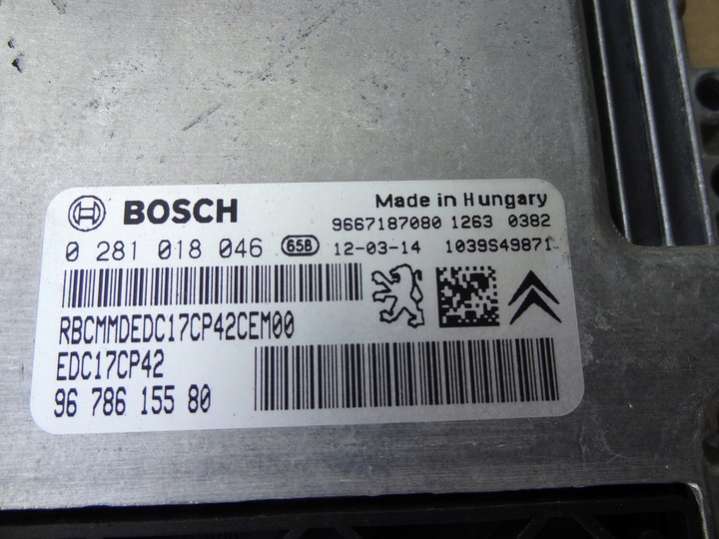 BOSCH
Made in Hungary
9667187080 1263 0382
0 281 018 046 658 12-03-14 1039S49871
RBCMMDEDC17CP42CEM00
EDC17CP42
96 786 155 80